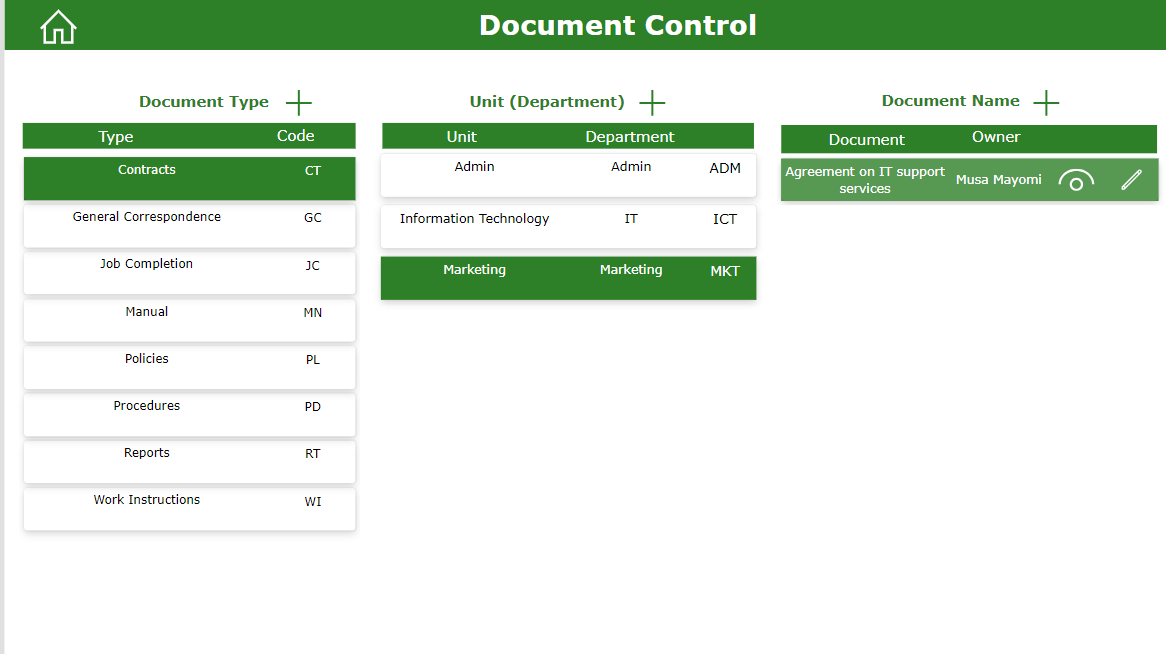 Document Control
Document Type
Unit (Department)
Document Name
Type Code
Contracts CT
General Correspondence GC
Job Completion JC
Manual MN
Policies PL
Procedures PD
Reports RT
Work Instructions WI
Unit Department
Admin Admin ADM
Information Technology IT ICT
Marketing Marketing MKT
Document Owner
Agreement on IT support
services
Musa Mayomi